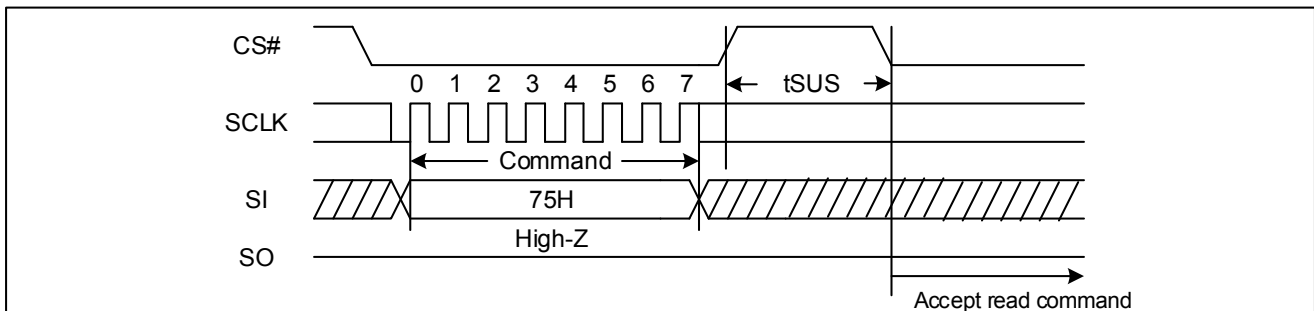 CS#
0 1 2 3 4 5 6 7
tSUS
SCLK
Command
SI
75H
High-Z
SO
Accept read command